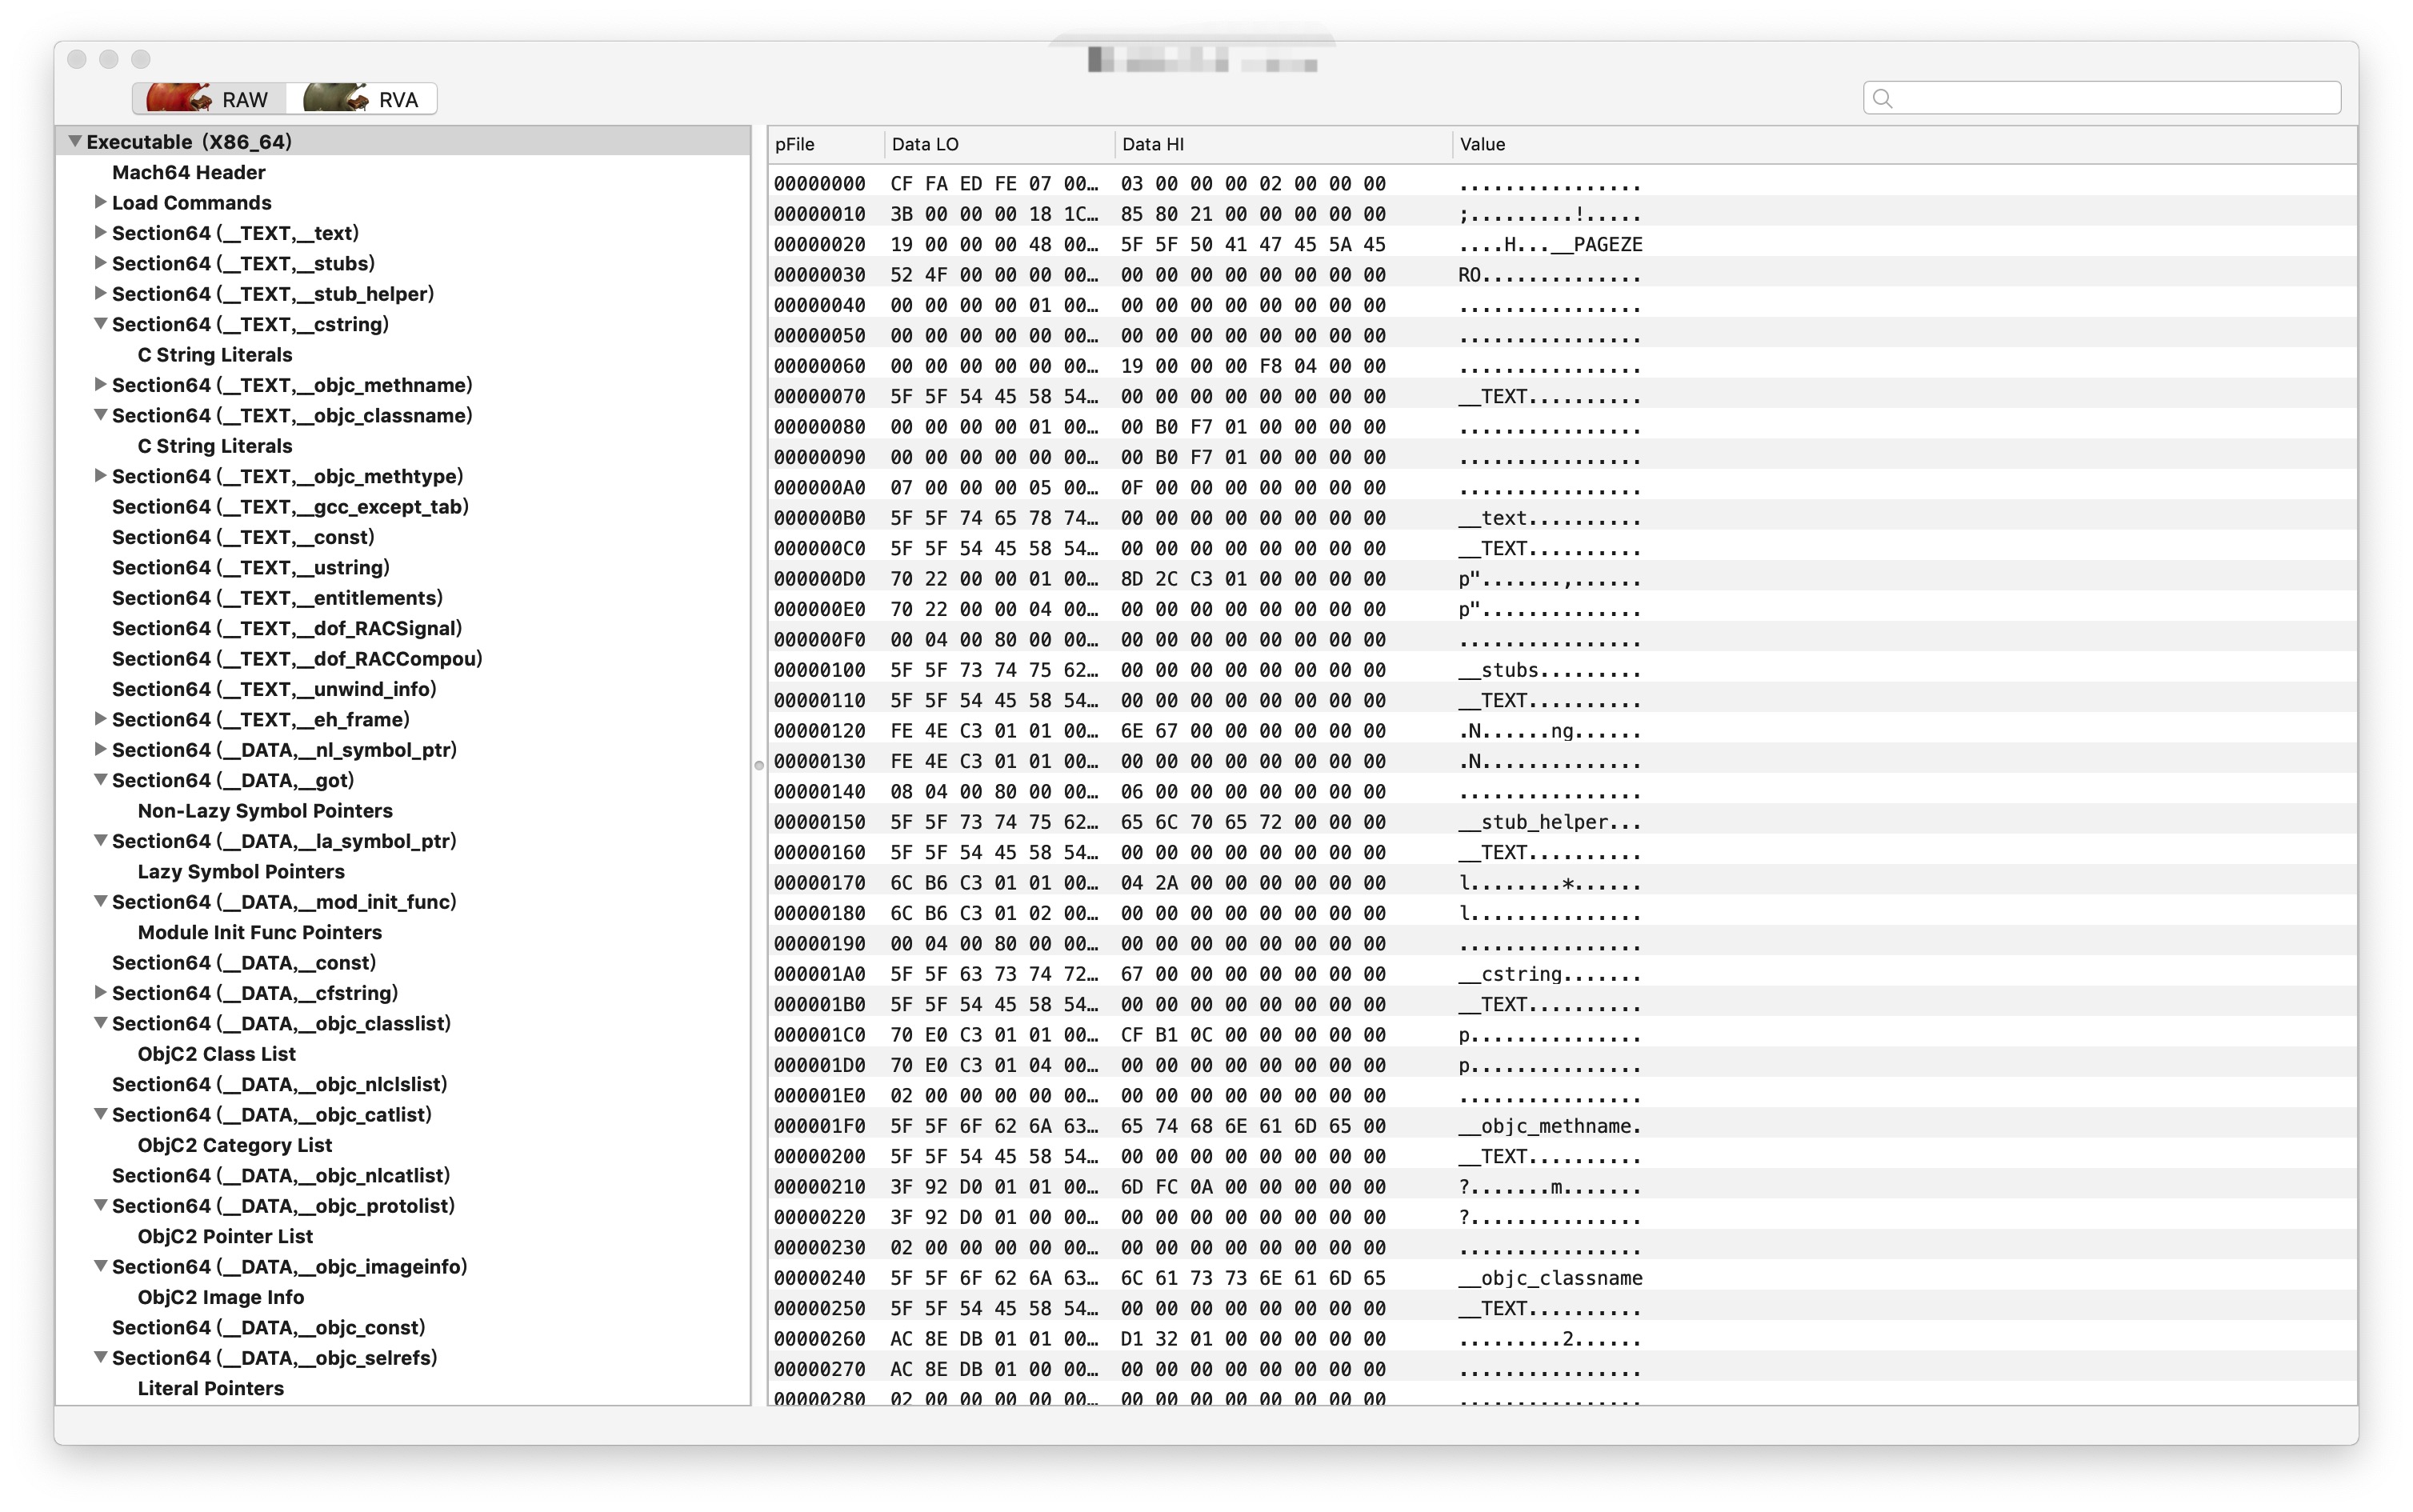 RAW RVA
Executable (X86_64)
Mach64 Header
Load Commands
Section64 (__TEXT,__text)
Section64 (__TEXT,__stubs)
Section64 (__TEXT,__stub_helper)
Section64 (__TEXT,__cstring)
C String Literals
Section64 (__TEXT,__objc_methname)
Section64 (__TEXT,__objc_classname)
C String Literals
Section64 (__TEXT,__objc_methtype)
Section64 (__TEXT,__gcc_except_tab)
Section64 (__TEXT,__const)
Section64 (__TEXT,__ustring)
Section64 (__TEXT,__entitlements)
Section64 (__TEXT,__dof_RACSignal)
Section64 (__TEXT,__dof_RACCompou)
Section64 (__TEXT,__unwind_info)
Section64 (__TEXT,__eh_frame)
Section64 (__DATA,__nl_symbol_ptr)
Section64 (__DATA,__got)
Non-Lazy Symbol Pointers
Section64 (__DATA,__la_symbol_ptr)
Lazy Symbol Pointers
Section64 (__DATA,__mod_init_func)
Module Init Func Pointers
Section64 (__DATA,__const)
Section64 (__DATA,__cfstring)
Section64 (__DATA,__objc_classlist)
ObjC2 Class List
Section64 (__DATA,__objc_nlclslist)
Section64 (__DATA,__objc_catlist)
ObjC2 Category List
Section64 (__DATA,__objc_nlcatlist)
Section64 (__DATA,__objc_protolist)
ObjC2 Pointer List
Section64 (__DATA,__objc_imageinfo)
ObjC2 Image Info
Section64 (__DATA,__objc_const)
Section64 (__DATA,__objc_selrefs)
Literal Pointers
pFile Data LO Data HI Value
00000000 CF FA ED FE 07 00… 03 00 00 00 02 00 00 00 ................
00000010 3B 00 00 00 18 1C… 85 80 21 00 00 00 00 00 ;.........!.....
00000020 19 00 00 00 48 00… 5F 5F 50 41 47 45 5A 45 ....H...__PAGEZE
00000030 52 4F 00 00 00 00… 00 00 00 00 00 00 00 00 RO..............
00000040 00 00 00 00 01 00… 00 00 00 00 00 00 00 00 ................
00000050 00 00 00 00 00 00… 00 00 00 00 00 00 00 00 ................
00000060 00 00 00 00 00 00… 19 00 00 00 F8 04 00 00 ................
00000070 5F 5F 54 45 58 54… 00 00 00 00 00 00 00 00 __TEXT..........
00000080 00 00 00 00 01 00… 00 B0 F7 01 00 00 00 00 ................
00000090 00 00 00 00 00 00… 00 B0 F7 01 00 00 00 00 ................
000000A0 07 00 00 00 05 00… 0F 00 00 00 00 00 00 00 ................
000000B0 5F 5F 74 65 78 74… 00 00 00 00 00 00 00 00 __text..........
000000C0 5F 5F 54 45 58 54… 00 00 00 00 00 00 00 00 __TEXT..........
000000D0 70 22 00 00 01 00… 8D 2C C3 01 00 00 00 00 p".......,......
000000E0 70 22 00 00 04 00… 00 00 00 00 00 00 00 00 p"..............
000000F0 00 04 00 80 00 00… 00 00 00 00 00 00 00 00 ................
00000100 5F 5F 73 74 75 62… 00 00 00 00 00 00 00 00 __stubs.........
00000110 5F 5F 54 45 58 54… 00 00 00 00 00 00 00 00 __TEXT..........
00000120 FE 4E C3 01 01 00… 6E 67 00 00 00 00 00 00 .N......ng......
00000130 FE 4E C3 01 01 00… 00 00 00 00 00 00 00 00 .N..............
00000140 08 04 00 80 00 00… 06 00 00 00 00 00 00 00 ................
00000150 5F 5F 73 74 75 62… 65 6C 70 65 72 00 00 00 __stub_helper...
00000160 5F 5F 54 45 58 54… 00 00 00 00 00 00 00 00 __TEXT..........
00000170 6C B6 C3 01 01 00… 04 2A 00 00 00 00 00 00 l........*......
00000180 6C B6 C3 01 02 00… 00 00 00 00 00 00 00 00 l...............
00000190 00 04 00 80 00 00… 00 00 00 00 00 00 00 00 ................
000001A0 5F 5F 63 73 74 72… 67 00 00 00 00 00 00 00 __cstring.......
000001B0 5F 5F 54 45 58 54… 00 00 00 00 00 00 00 00 __TEXT..........
000001C0 70 E0 C3 01 01 00… CF B1 0C 00 00 00 00 00 p...............
000001D0 70 E0 C3 01 04 00… 00 00 00 00 00 00 00 00 p...............
000001E0 02 00 00 00 00 00… 00 00 00 00 00 00 00 00 ................
000001F0 5F 5F 6F 62 6A 63… 65 74 68 6E 61 6D 65 00 __objc_methname.
00000200 5F 5F 54 45 58 54… 00 00 00 00 00 00 00 00 __TEXT..........
00000210 3F 92 D0 01 01 00… 6D FC 0A 00 00 00 00 00 ?.......m.......
00000220 3F 92 D0 01 00 00… 00 00 00 00 00 00 00 00 ?...............
00000230 02 00 00 00 00 00… 00 00 00 00 00 00 00 00 ................
00000240 5F 5F 6F 62 6A 63… 6C 61 73 73 6E 61 6D 65 __objc_classname
00000250 5F 5F 54 45 58 54… 00 00 00 00 00 00 00 00 __TEXT..........
00000260 AC 8E DB 01 01 00… D1 32 01 00 00 00 00 00 .........2......
00000270 AC 8E DB 01 00 00… 00 00 00 00 00 00 00 00 ................
00000280 02 00 00 00 00 00… 00 00 00 00 00 00 00 00 ................